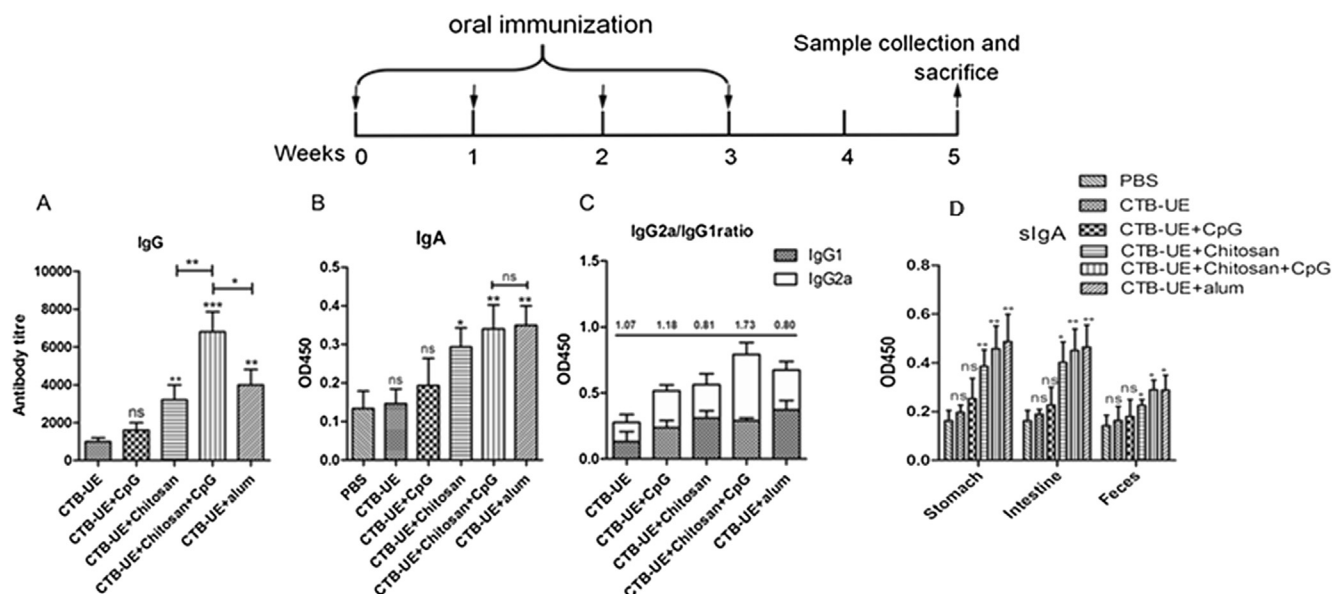 oral immunization
Sample collection and
sacrifice
Weeks 0 1 2 3 4 5
A
IgG
** *
ns ** *** **
Antibody titre
10000
8000
6000
4000
2000
0
CTB-UE
CTB-UE+CpG
CTB-UE+Chitosan
CTB-UE+Chitosan+CpG
CTB-UE+alum
B
IgA
ns
ns ns * ** **
OD450
0.5
0.4
0.3
0.2
0.1
0.0
PBS
CTB-UE
CTB-UE+CpG
CTB-UE+Chitosan
CTB-UE+Chitosan+CpG
CTB-UE+alum
C
IgG2a/IgG1ratio
IgG1
IgG2a
1.07 1.18 0.81 1.73 0.80
OD450
1.5
1.0
0.5
0.0
CTB-UE
CTB-UE+CpG
CTB-UE+Chitosan
CTB-UE+Chitosan+CpG
CTB-UE+alum
D
sIgA
PBS
CTB-UE
CTB-UE+CpG
CTB-UE+Chitosan
CTB-UE+Chitosan+CpG
CTB-UE+alum
OD450
0.8
0.6
0.4
0.2
0.0
ns ns ** ** **
ns ns * ** **
ns ns * * *
Stomach
Intestine
Feces